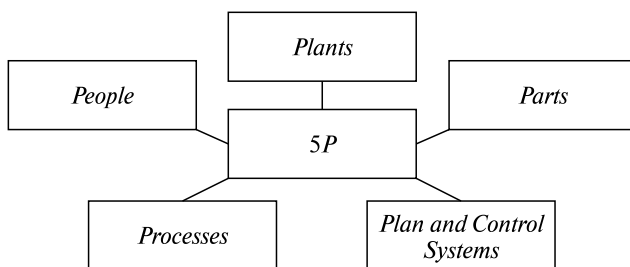 Plants
People
Parts
5P
Processes
Plan and Control
Systems